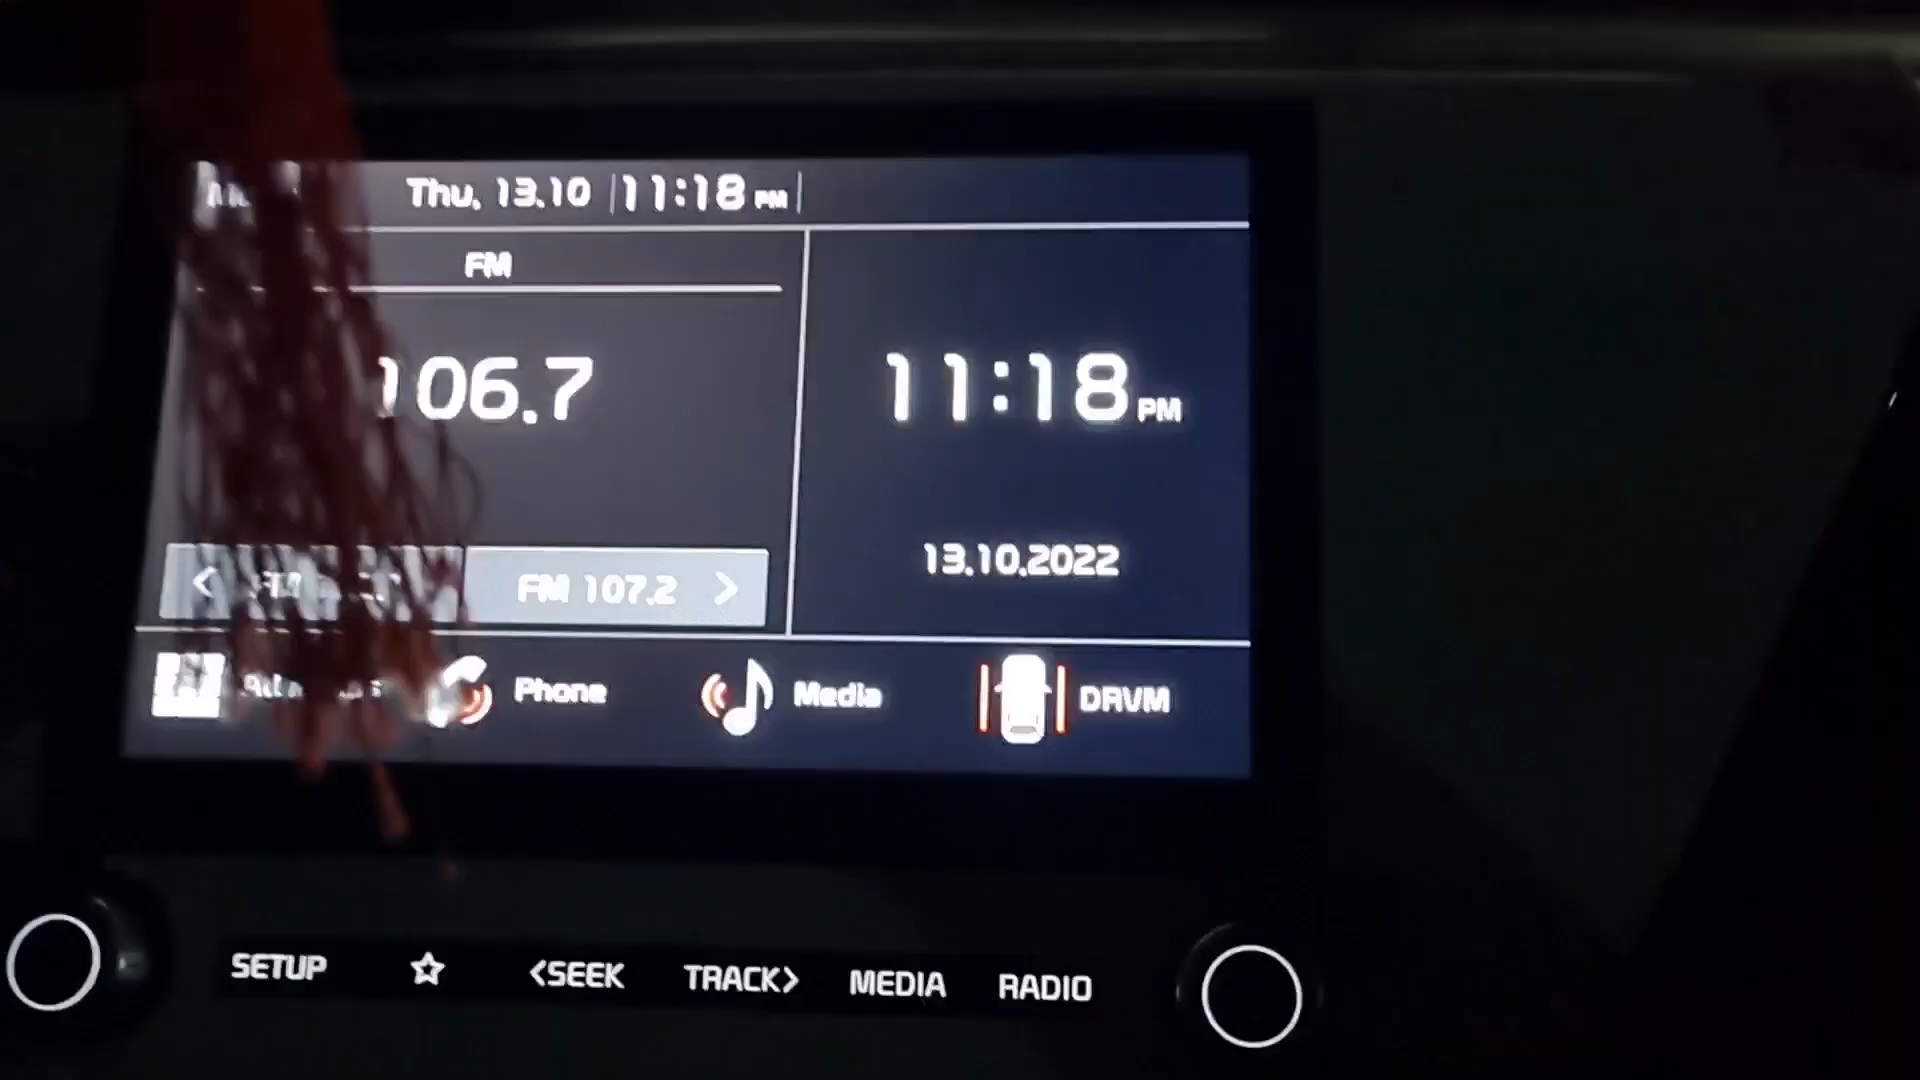 Thu, 13.10 11:18 PM
FM
106.7
11:18 PM
13.10.2022
FM 107.2 >
Phone
Media
DRVM
SETUP ☆ <SEEK TRACK> MEDIA RADIO